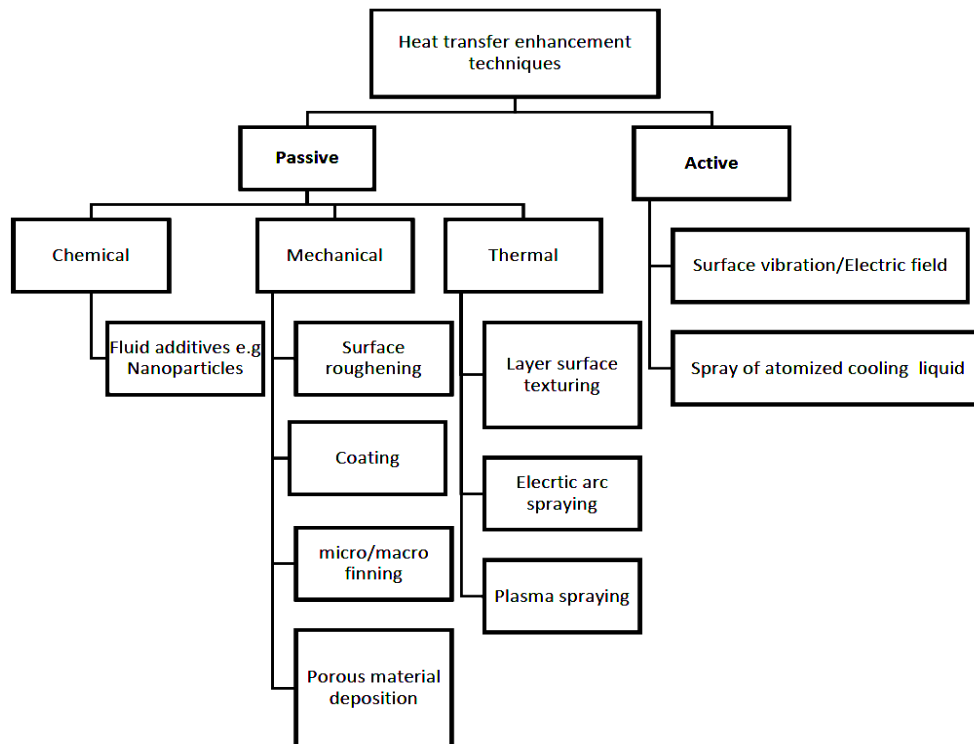 Heat transfer enhancement
techniques
Passive
Active
Chemical
Mechanical
Thermal
Surface vibration/Electric field
Fluid additives e.g
Nanoparticles
Surface
roughening
Layer surface
texturing
Spray of atomized cooling liquid
Coating
Elecrtic arc
spraying
micro/macro
finning
Plasma spraying
Porous material
deposition